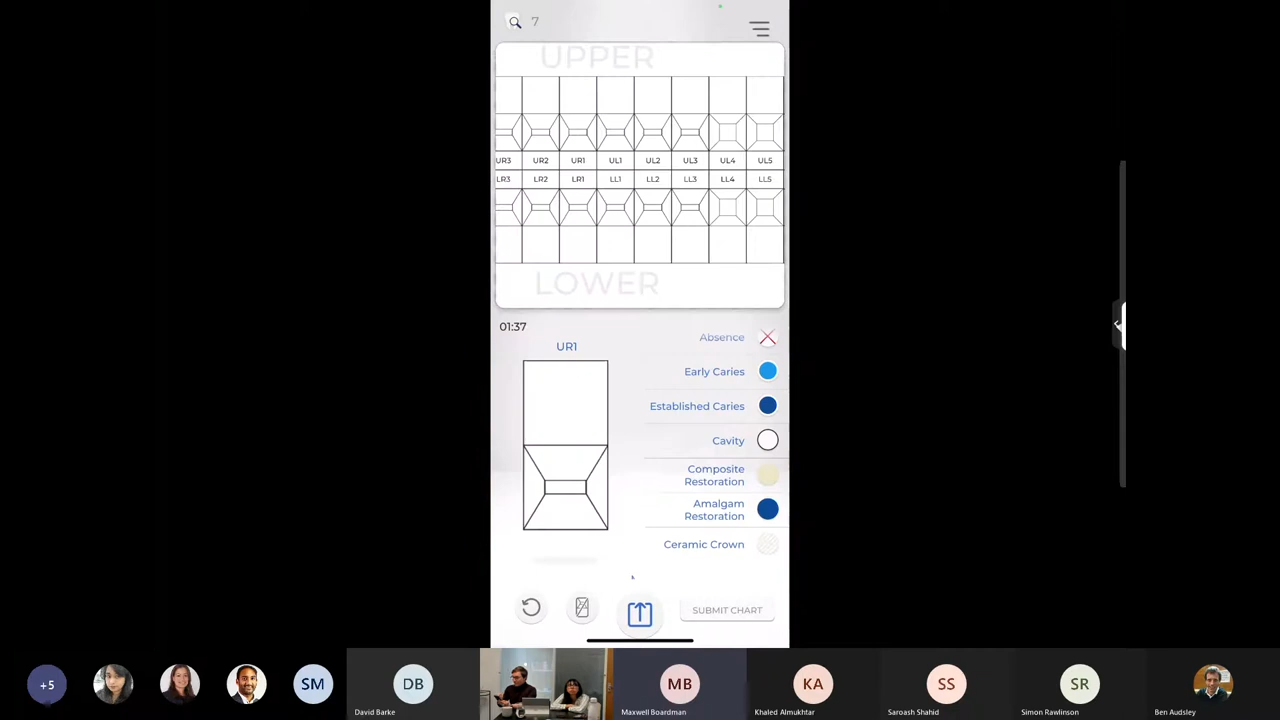 7
UPPER
UR3 UR2 UR1 UL1 UL2 UL3 UL4 UL5
LR3 LR2 LR1 LL1 LL2 LL3 LL4 LL5
LOWER
01:37
UR1
Absence
Early Caries
Established Caries
Cavity
Composite
Restoration
Amalgam
Restoration
Ceramic Crown
SUBMIT CHART
+5
SM
DB
MB
KA
SS
SR
David Barke
Maxwell Boardman
Khaled Almukhtar
Saroash Shahid
Simon Rawlinson
Ben Audsley